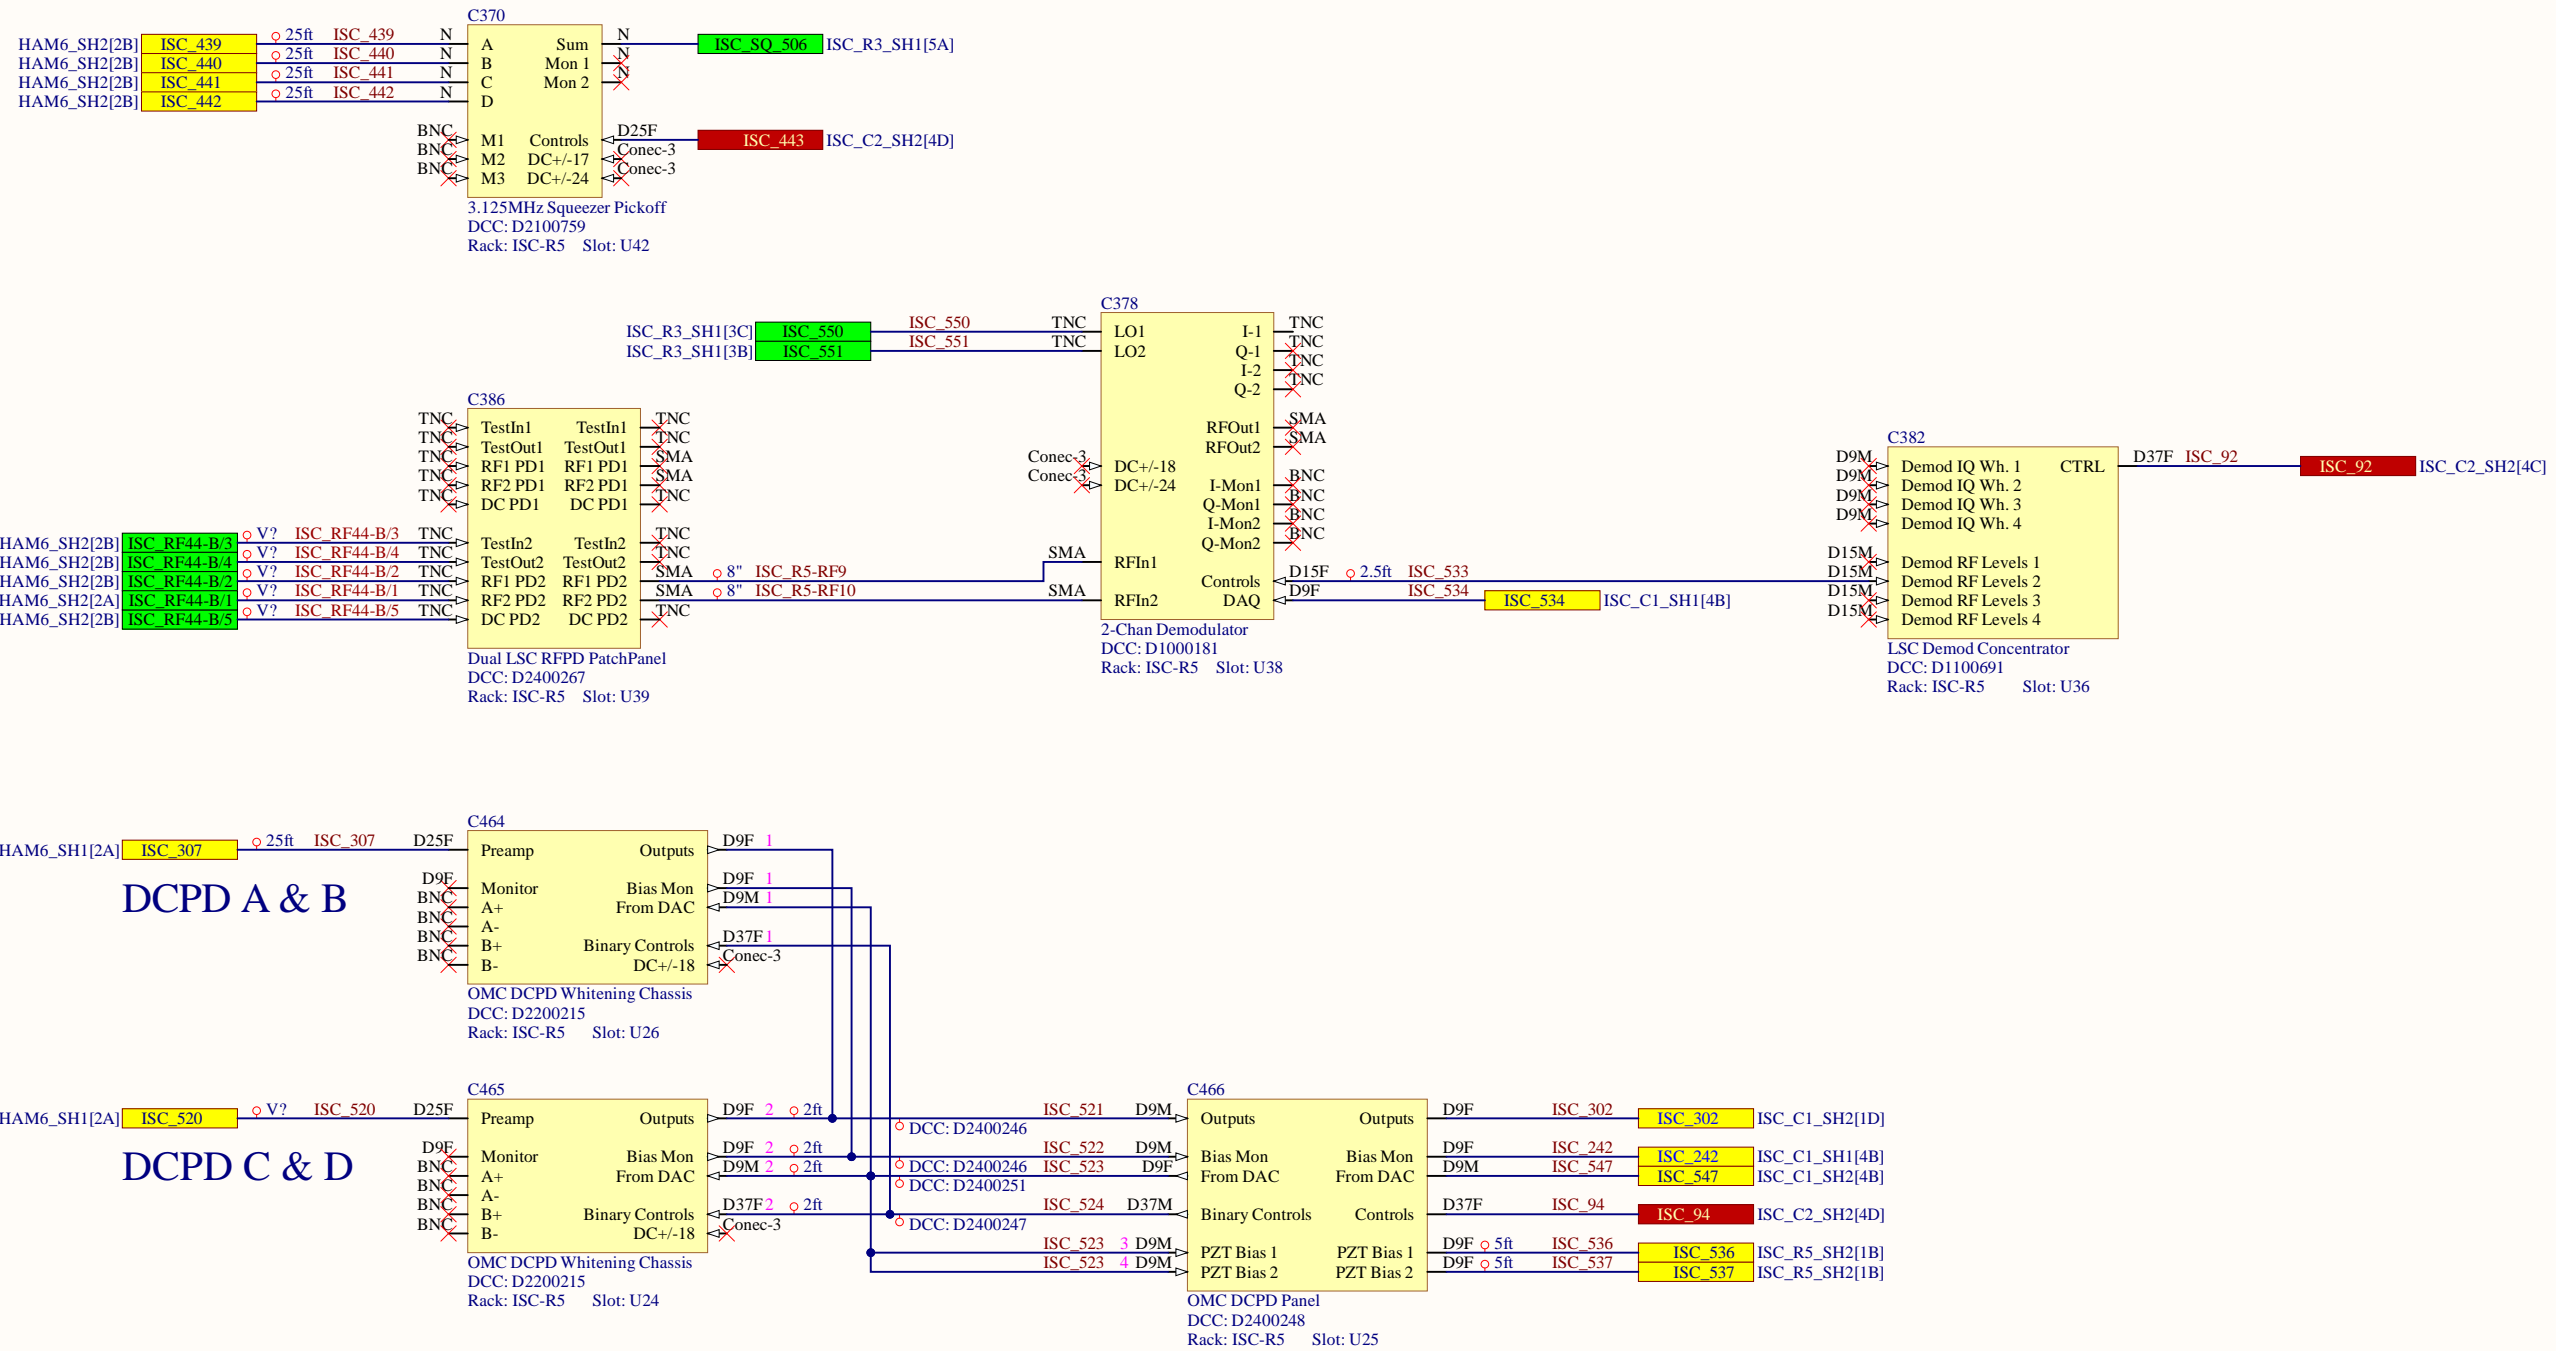 C370
HAM6_SH2[2B] ISC_439 25ft ISC_439 N A Sum N ISC_SQ_506 ISC_R3_SH1[5A]
HAM6_SH2[2B] ISC_440 25ft ISC_440 N B Mon 1 N
HAM6_SH2[2B] ISC_441 25ft ISC_441 N C Mon 2 N
HAM6_SH2[2B] ISC_442 25ft ISC_442 N D
BNC M1 Controls D25F ISC_443 ISC_C2_SH2[4D]
BNC M2 DC+/-17 Conec-3
BNC M3 DC+/-24 Conec-3
3.125MHz Squeezer Pickoff
DCC: D2100759
Rack: ISC-R5 Slot: U42
C378
ISC_R3_SH1[3C] ISC_550 ISC_550 TNC LO1 I-1 TNC
ISC_R3_SH1[3B] ISC_551 ISC_551 TNC LO2 Q-1 TNC
I-2 TNC
Q-2 TNC
RFOut1 SMA
RFOut2 SMA
Conec-3 DC+/-18
Conec-3 DC+/-24 I-Mon1 BNC
Q-Mon1 BNC
I-Mon2 BNC
Q-Mon2 BNC
SMA RFIn1
Controls D15F 2.5ft ISC_533
SMA RFIn2 DAQ D9F ISC_534 ISC_534 ISC_C1_SH1[4B]
2-Chan Demodulator
DCC: D1000181
Rack: ISC-R5 Slot: U38
C386
TNC TestIn1 TestIn1 TNC
TNC TestOut1 TestOut1 TNC
TNC RF1 PD1 RF1 PD1 SMA
TNC RF2 PD1 RF2 PD1 SMA
TNC DC PD1 DC PD1 TNC
HAM6_SH2[2B] ISC_RF44-B/3 V? ISC_RF44-B/3 TNC TestIn2 TestIn2 TNC
HAM6_SH2[2B] ISC_RF44-B/4 V? ISC_RF44-B/4 TNC TestOut2 TestOut2 TNC
HAM6_SH2[2B] ISC_RF44-B/2 V? ISC_RF44-B/2 TNC RF1 PD2 RF1 PD2 SMA 8" ISC_R5-RF9
HAM6_SH2[2A] ISC_RF44-B/1 V? ISC_RF44-B/1 TNC RF2 PD2 RF2 PD2 SMA 8" ISC_R5-RF10
HAM6_SH2[2B] ISC_RF44-B/5 V? ISC_RF44-B/5 TNC DC PD2 DC PD2 TNC
Dual LSC RFPD PatchPanel
DCC: D2400267
Rack: ISC-R5 Slot: U39
C382
D9M Demod IQ Wh. 1 CTRL D37F ISC_92 ISC_92 ISC_C2_SH2[4C]
D9M Demod IQ Wh. 2
D9M Demod IQ Wh. 3
D9M Demod IQ Wh. 4
D15M Demod RF Levels 1
D15M Demod RF Levels 2
D15M Demod RF Levels 3
D15M Demod RF Levels 4
LSC Demod Concentrator
DCC: D1100691
Rack: ISC-R5 Slot: U36
C464
HAM6_SH1[2A] ISC_307 25ft ISC_307 D25F Preamp Outputs D9F 1
DCPD A & B
D9F Monitor Bias Mon D9F 1
BNC A+ From DAC D9M 1
BNC A-
BNC B+ Binary Controls D37F 1
BNC B- DC+/-18 Conec-3
OMC DCPD Whitening Chassis
DCC: D2200215
Rack: ISC-R5 Slot: U26
C465
HAM6_SH1[2A] ISC_520 V? ISC_520 D25F Preamp Outputs D9F 2 2ft
DCPD C & D
D9F Monitor Bias Mon D9F 2 2ft
BNC A+ From DAC D9M 2 2ft
BNC A-
BNC B+ Binary Controls D37F 2 2ft
BNC B- DC+/-18 Conec-3
OMC DCPD Whitening Chassis
DCC: D2200215
Rack: ISC-R5 Slot: U24
C466
DCC: D2400246 ISC_521 D9M Outputs Outputs D9F ISC_302 ISC_302 ISC_C1_SH2[1D]
DCC: D2400246 ISC_522 D9M Bias Mon Bias Mon D9F ISC_242 ISC_242 ISC_C1_SH1[4B]
DCC: D2400251 ISC_523 D9F From DAC From DAC D9M ISC_547 ISC_547 ISC_C1_SH2[4B]
DCC: D2400247 ISC_524 D37M Binary Controls Controls D37F ISC_94 ISC_94 ISC_C2_SH2[4D]
ISC_523 3 D9M PZT Bias 1 PZT Bias 1 D9F 5ft ISC_536 ISC_536 ISC_R5_SH2[1B]
ISC_523 4 D9M PZT Bias 2 PZT Bias 2 D9F 5ft ISC_537 ISC_537 ISC_R5_SH2[1B]
OMC DCPD Panel
DCC: D2400248
Rack: ISC-R5 Slot: U25